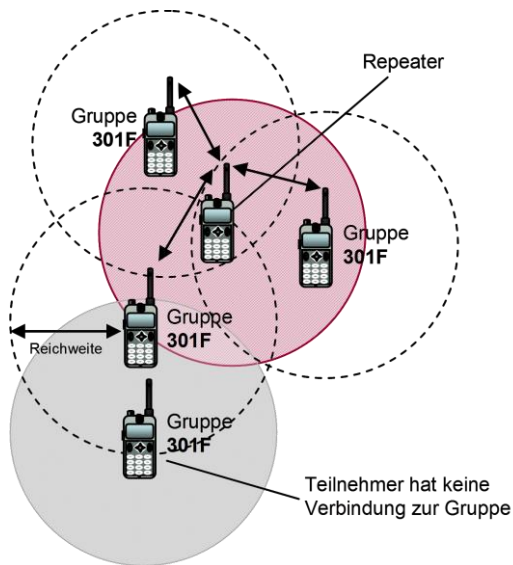 Repeater
Gruppe
301F
Gruppe
301F
Gruppe
301F
Reichweite
Gruppe
301F
Teilnehmer hat keine
Verbindung zur Gruppe